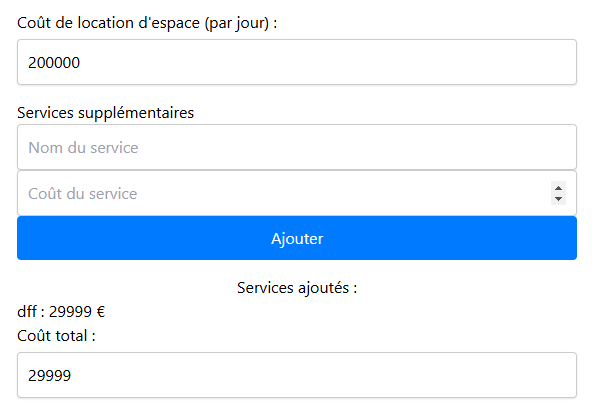 Coût de location d'espace (par jour) :
200000
Services supplémentaires
Nom du service
Coût du service
Ajouter
Services ajoutés :
dff : 29999 €
Coût total :
29999